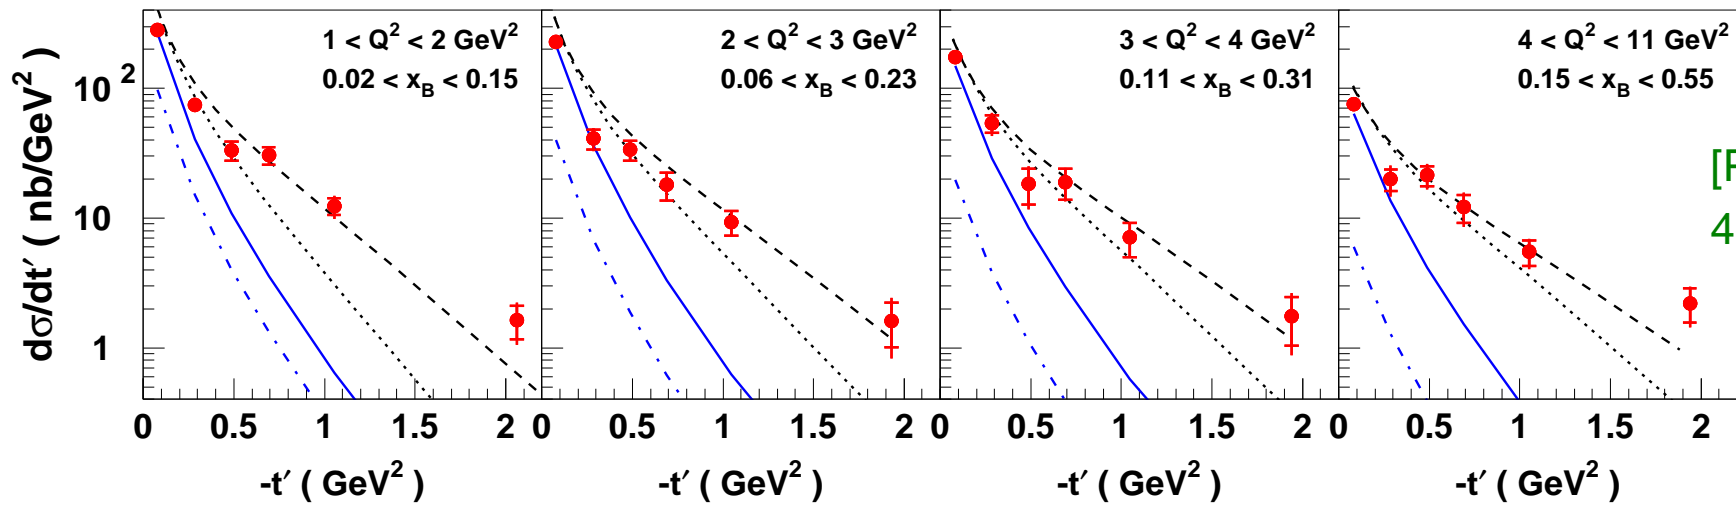 dσ/dt′ ( nb/GeV²)
10²
10
1
1 < Q² < 2 GeV²
0.02 < x_B < 0.15
2 < Q² < 3 GeV²
0.06 < x_B < 0.23
3 < Q² < 4 GeV²
0.11 < x_B < 0.31
4 < Q² < 11 GeV²
0.15 < x_B < 0.55
4
0 0.5 1 1.5 2 0 0.5 1 1.5 2 0 0.5 1 1.5 2 0 0.5 1 1.5 2
-t′ ( GeV² ) -t′ ( GeV² ) -t′ ( GeV² ) -t′ ( GeV² )